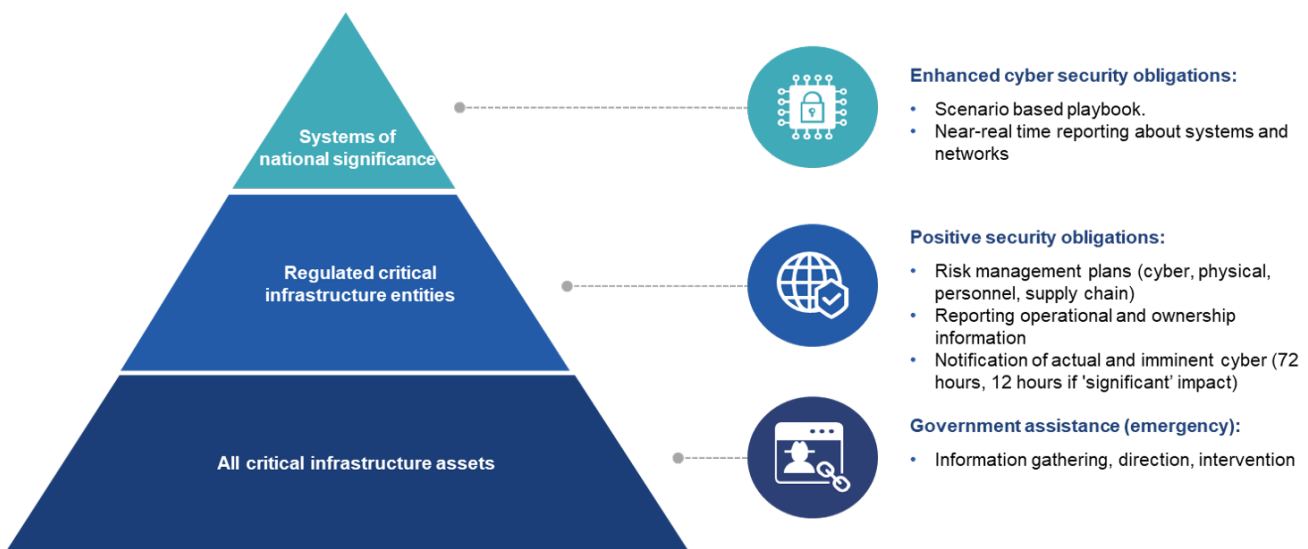 Systems of
national significance
Enhanced cyber security obligations:
• Scenario based playbook.
• Near-real time reporting about systems and
networks
Regulated critical
infrastructure entities
Positive security obligations:
• Risk management plans (cyber, physical,
personnel, supply chain)
• Reporting operational and ownership
information
• Notification of actual and imminent cyber (72
hours, 12 hours if 'significant’ impact)
All critical infrastructure assets
Government assistance (emergency):
• Information gathering, direction, intervention